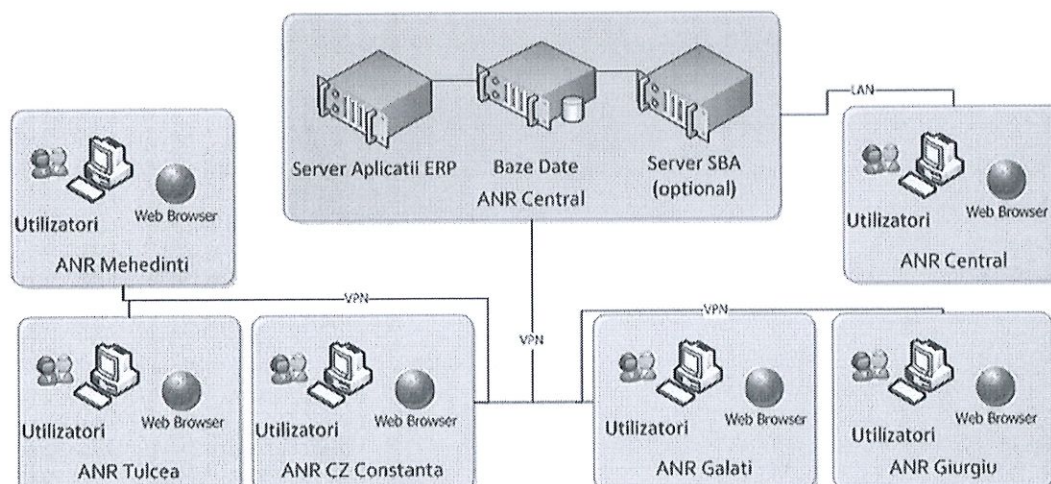 Server Aplicatii ERP
Baze Date
Server SBA
(optional)
ANR Central
LAN
Utilizatori
Web Browser
ANR Mehedinti
Utilizatori
Web Browser
ANR Central
VPN
VPN
VPN
Utilizatori
Web Browser
ANR Tulcea
Utilizatori
Web Browser
ANR CZ Constanta
Utilizatori
Web Browser
ANR Galati
Utilizatori
Web Browser
ANR Giurgiu